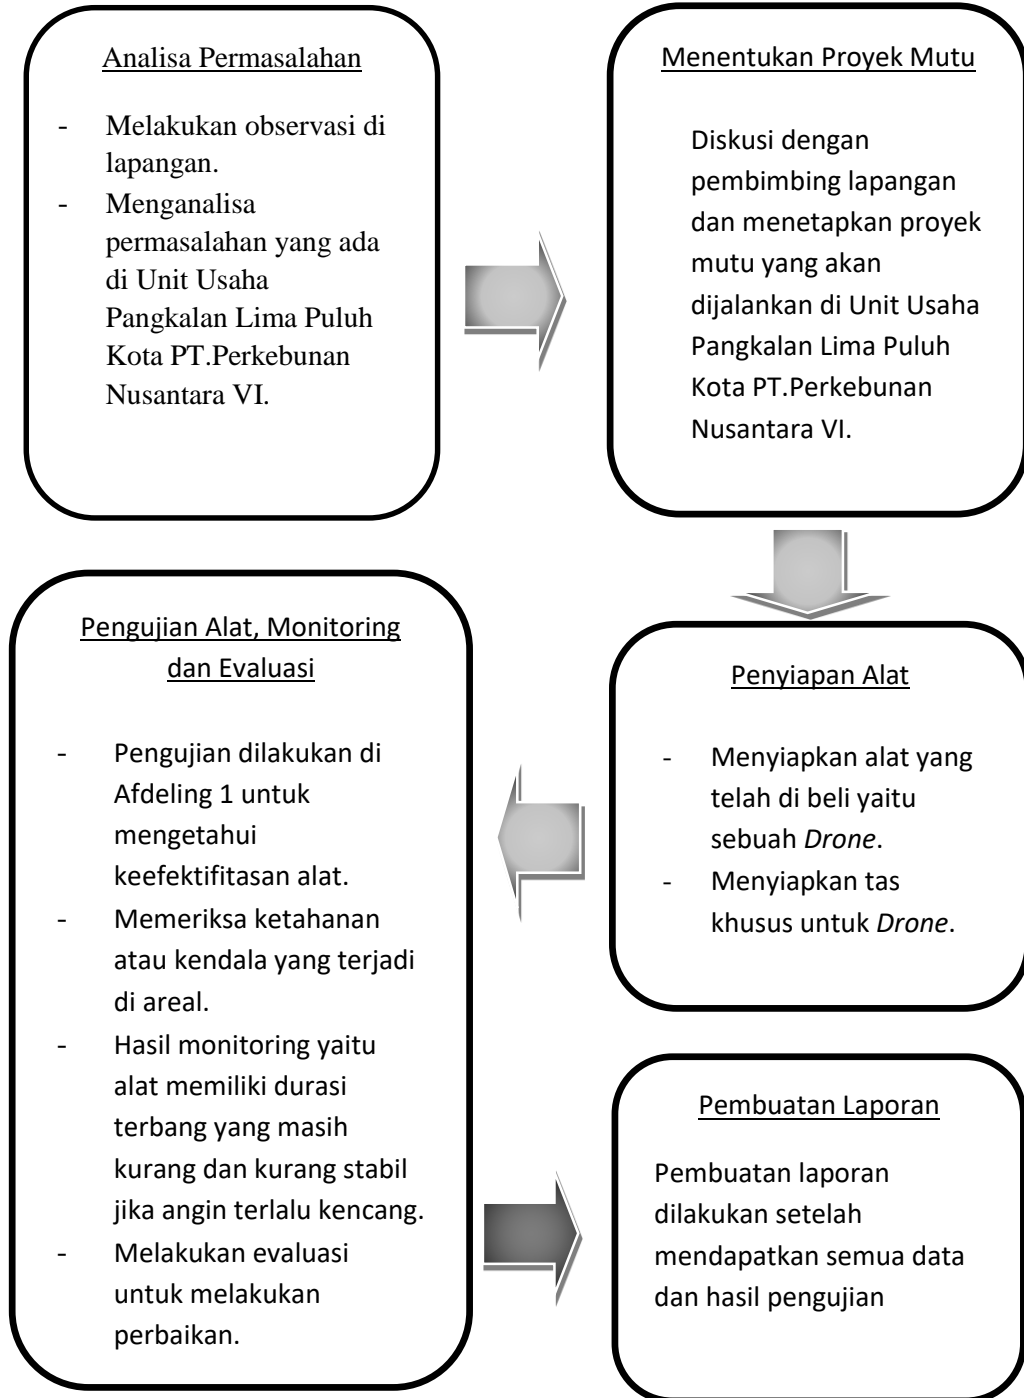 Analisa Permasalahan
- Melakukan observasi di
lapangan.
- Menganalisa
permasalahan yang ada
di Unit Usaha
Pangkalan Lima Puluh
Kota PT.Perkebunan
Nusantara VI.
Menentukan Proyek Mutu
Diskusi dengan
pembimbing lapangan
dan menetapkan proyek
mutu yang akan
dijalankan di Unit Usaha
Pangkalan Lima Puluh
Kota PT.Perkebunan
Nusantara VI.
Penyiapan Alat
- Menyiapkan alat yang
telah di beli yaitu
sebuah Drone.
- Menyiapkan tas
khusus untuk Drone.
Pengujian Alat, Monitoring
dan Evaluasi
- Pengujian dilakukan di
Afdeling 1 untuk
mengetahui
keefektifitasan alat.
- Memeriksa ketahanan
atau kendala yang terjadi
di areal.
- Hasil monitoring yaitu
alat memiliki durasi
terbang yang masih
kurang dan kurang stabil
jika angin terlalu kencang.
- Melakukan evaluasi
untuk melakukan
perbaikan.
Pembuatan Laporan
Pembuatan laporan
dilakukan setelah
mendapatkan semua data
dan hasil pengujian